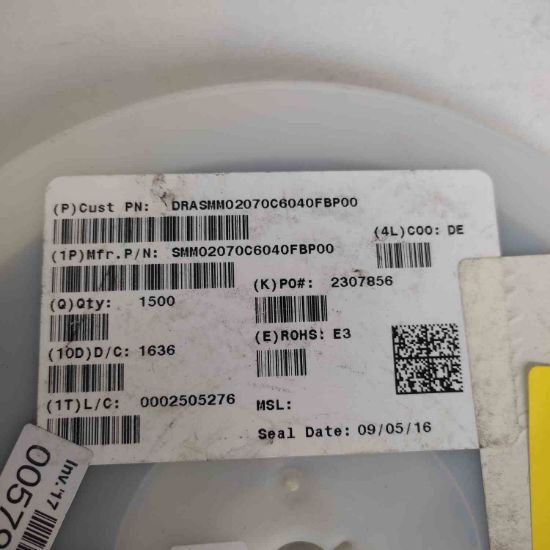 (P)Cust PN: DRASMM02070C6040FBP00
(4L)COO: DE
(1P)Mfr.P/N: SMM02070C6040FBP00
(K)PO#: 2307856
(Q)Qty: 1500
(E)ROHS: E3
(10D)D/C: 1636
(1T)L/C: 0002505276
MSL:
Seal Date: 09/05/16
Inv.'17